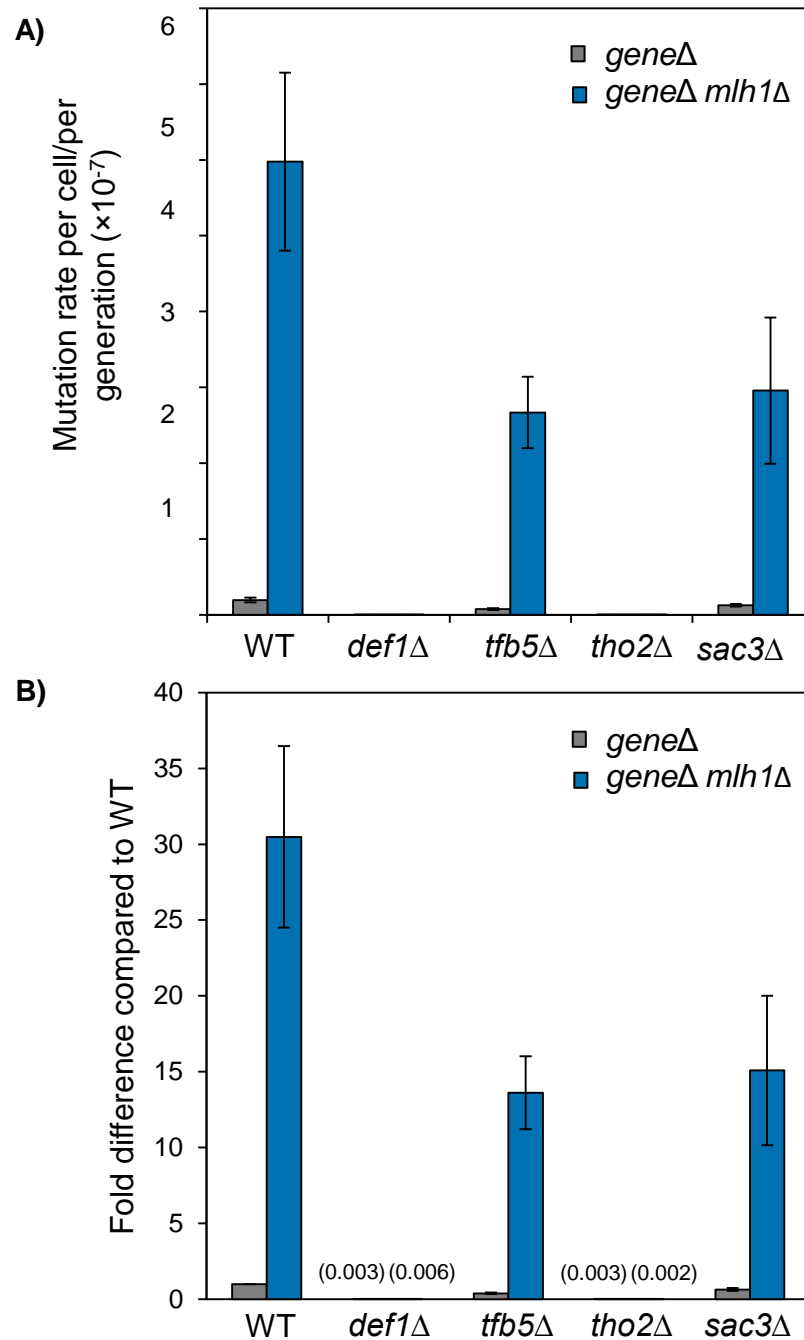 A)
geneΔ
geneΔ mlh1Δ
Mutation rate per cell/per
generation (×10-7)
6
5
4
3
2
1
WT def1Δ tfb5Δ tho2Δ sac3Δ
B)
geneΔ
geneΔ mlh1Δ
Fold difference compared to WT
40
35
30
25
20
15
10
5
0
(0.003) (0.006) (0.003) (0.002)
WT def1Δ tfb5Δ tho2Δ sac3Δ